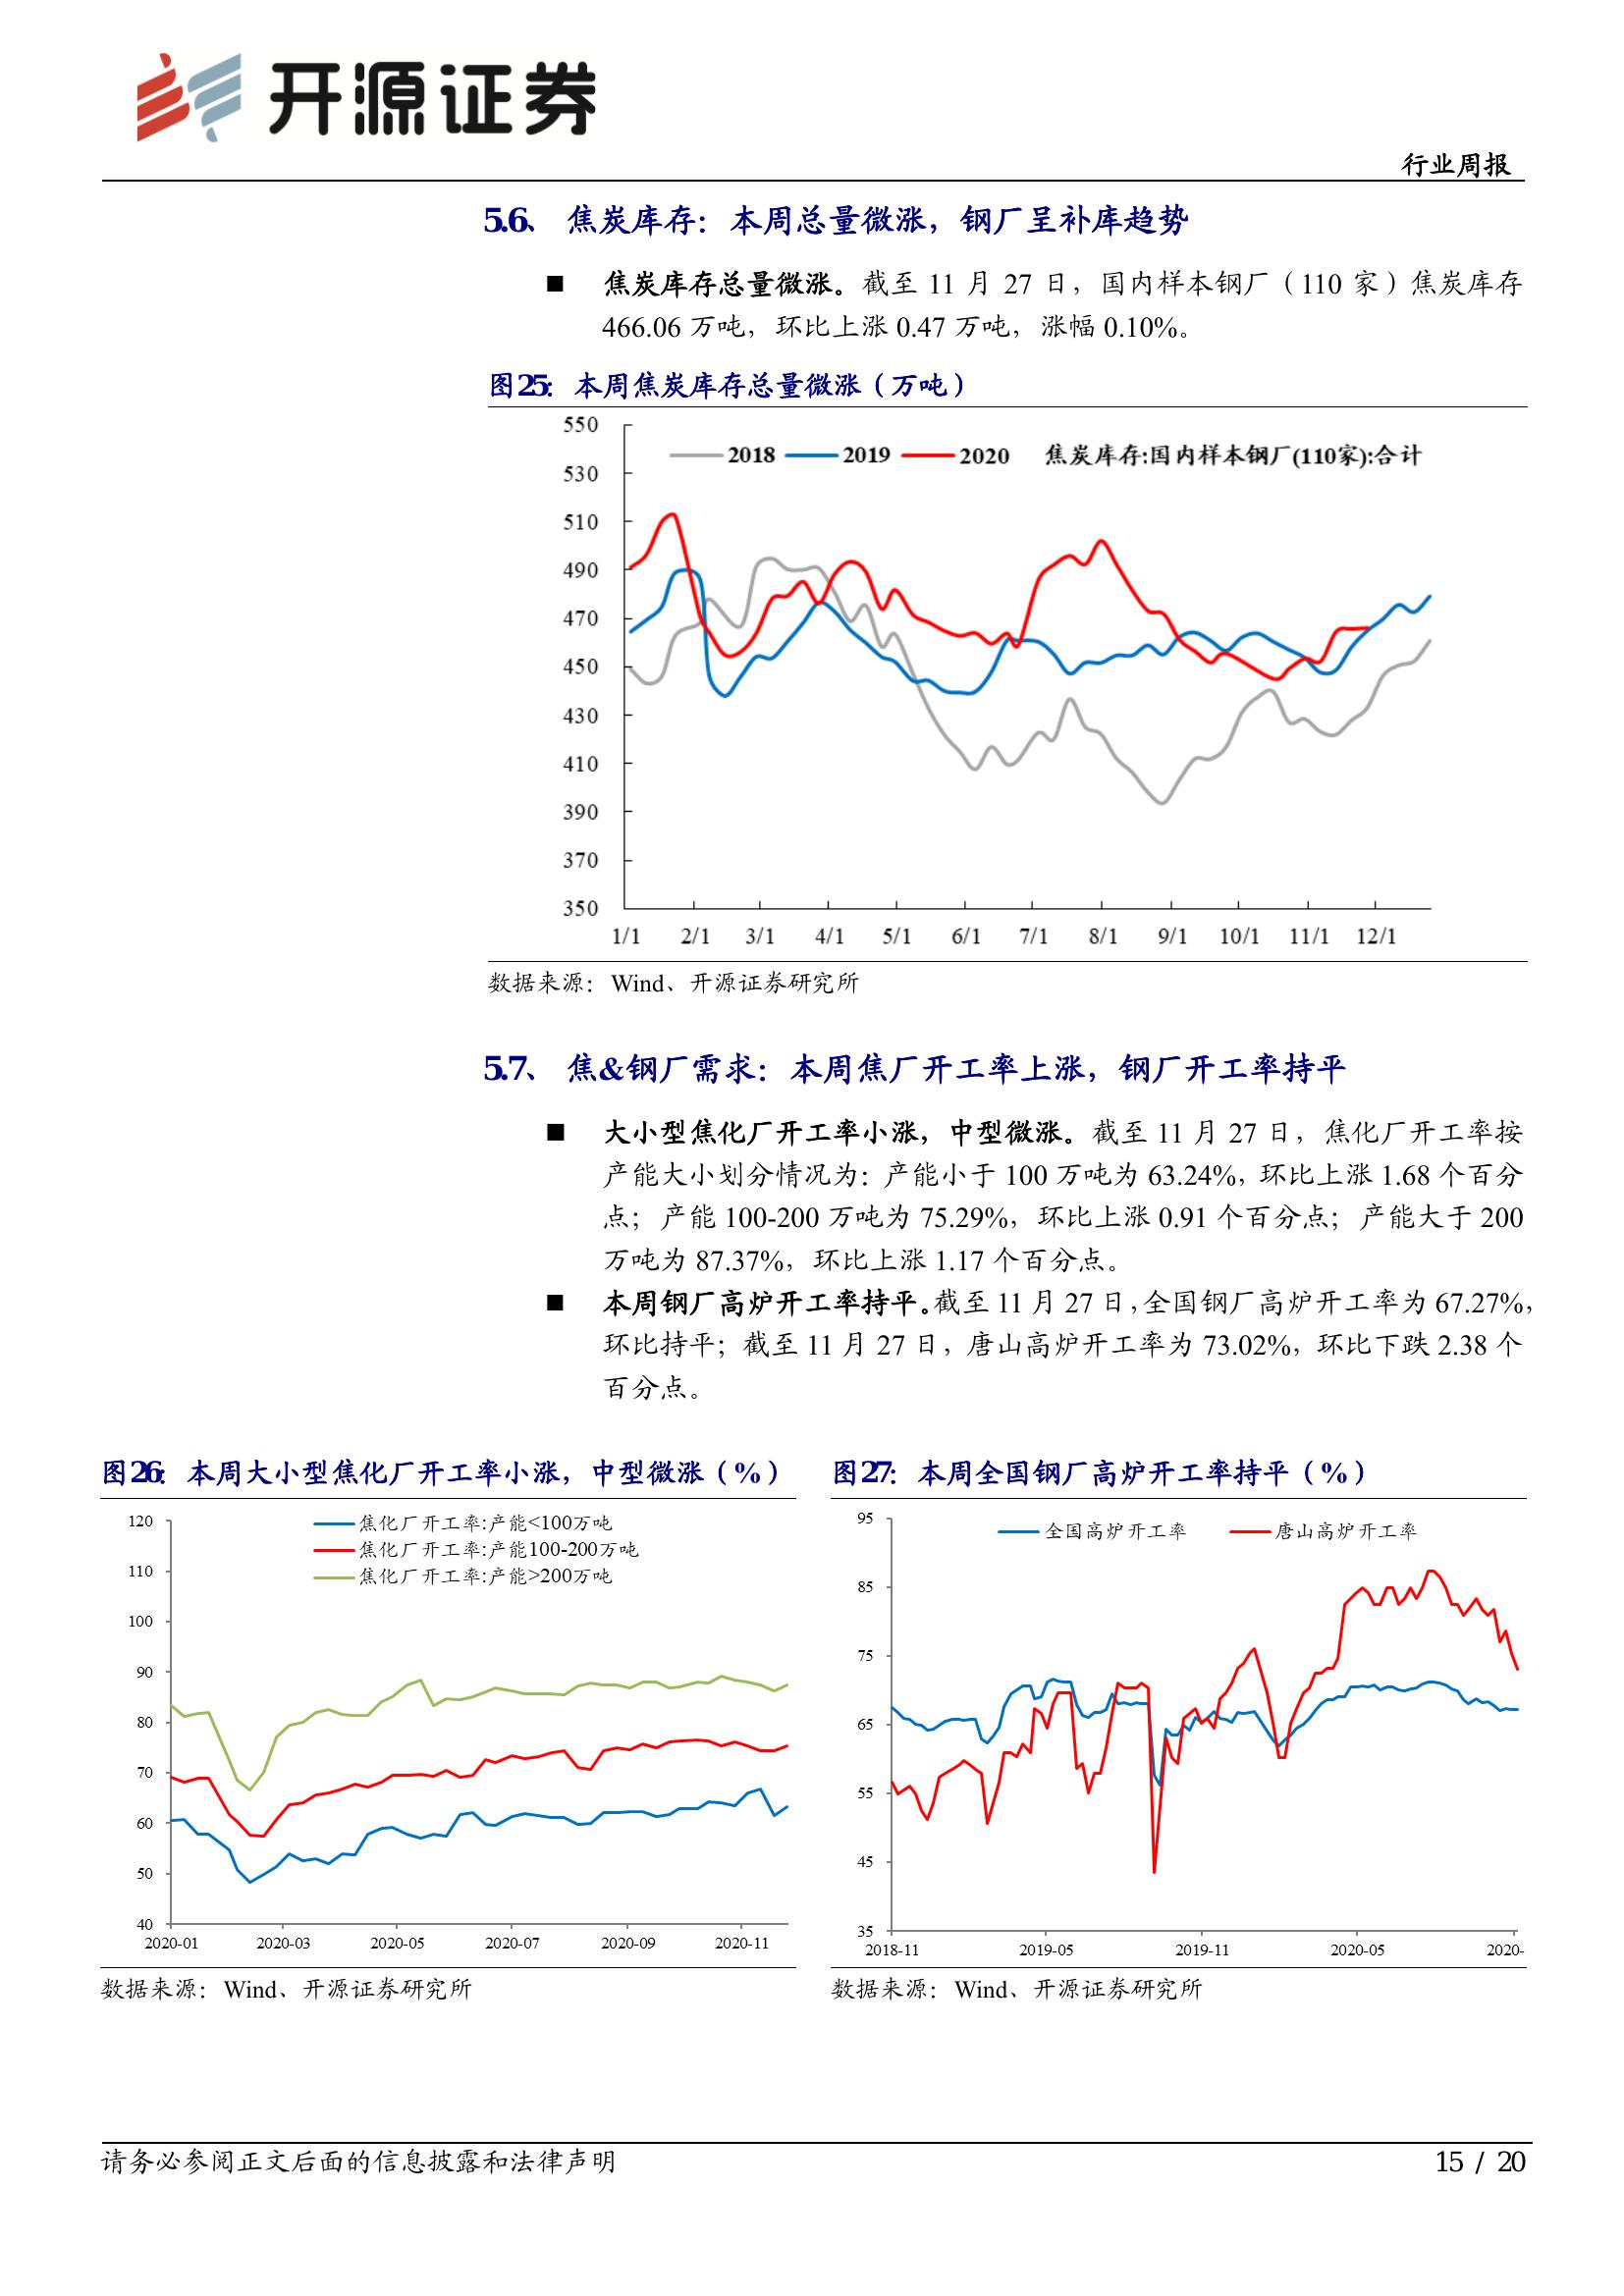 开源证券
行业周报
5.6、 焦炭库存：本周总量微涨，钢厂呈补库趋势
■ 焦炭库存总量微涨。截至 11 月 27 日，国内样本钢厂（110 家）焦炭库存
466.06 万吨，环比上涨 0.47 万吨，涨幅 0.10%。
图25：本周焦炭库存总量微涨（万吨）
2018 2019 2020 焦炭库存:国内样本钢厂(110家):合计
550
530
510
490
470
450
430
410
390
370
350
1/1 2/1 3/1 4/1 5/1 6/1 7/1 8/1 9/1 10/1 11/1 12/1
数据来源：Wind、开源证券研究所
5.7、 焦&钢厂需求：本周焦厂开工率上涨，钢厂开工率持平
■ 大小型焦化厂开工率小涨，中型微涨。截至 11 月 27 日，焦化厂开工率按
产能大小划分情况为：产能小于 100 万吨为 63.24%，环比上涨 1.68 个百分
点；产能 100-200 万吨为 75.29%，环比上涨 0.91 个百分点；产能大于 200
万吨为 87.37%，环比上涨 1.17 个百分点。
■ 本周钢厂高炉开工率持平。截至 11 月 27 日，全国钢厂高炉开工率为 67.27%，
环比持平；截至 11 月 27 日，唐山高炉开工率为 73.02%，环比下跌 2.38 个
百分点。
图26：本周大小型焦化厂开工率小涨，中型微涨（%）
焦化厂开工率:产能<100万吨
焦化厂开工率:产能100-200万吨
焦化厂开工率:产能>200万吨
120
110
100
90
80
70
60
50
40
2020-01 2020-03 2020-05 2020-07 2020-09 2020-11
数据来源：Wind、开源证券研究所
图27：本周全国钢厂高炉开工率持平（%）
全国高炉开工率 唐山高炉开工率
95
85
75
65
55
45
35
2018-11 2019-05 2019-11 2020-05 2020-
数据来源：Wind、开源证券研究所
请务必参阅正文后面的信息披露和法律声明
15 / 20